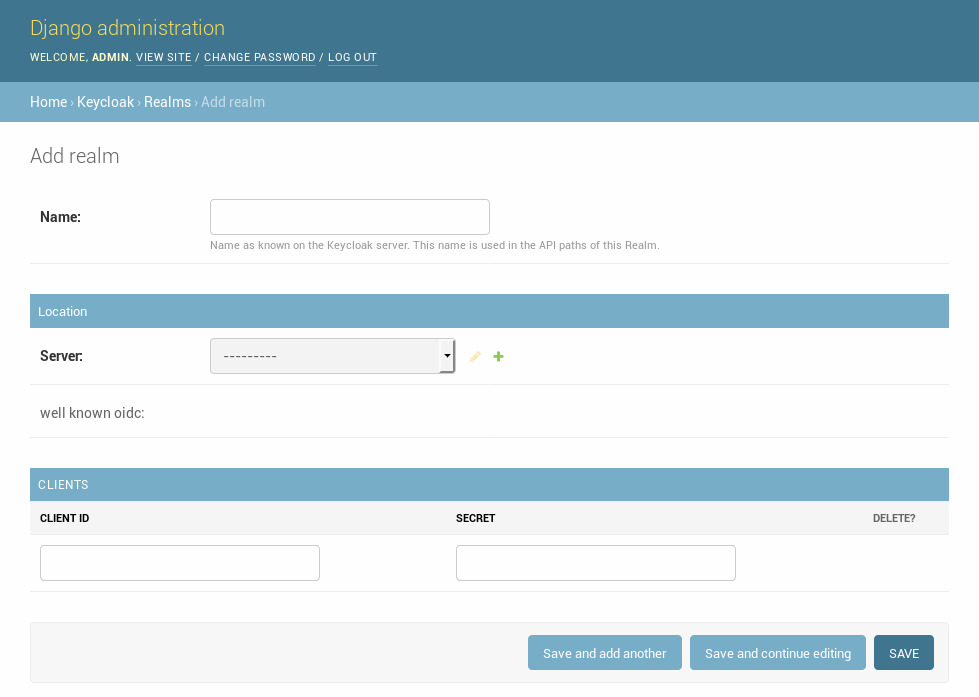 Django administration
WELCOME, ADMIN. VIEW SITE / CHANGE PASSWORD / LOG OUT
Home › Keycloak › Realms › Add realm
Add realm
Name:
Name as known on the Keycloak server. This name is used in the API paths of this Realm.
Location
Server: ---------
well known oidc:
CLIENTS
CLIENT ID SECRET DELETE?
Save and add another Save and continue editing SAVE